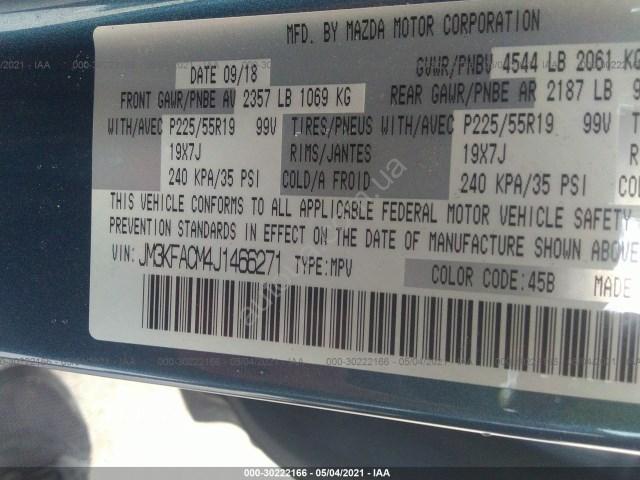 MFD. BY MAZDA MOTOR CORPORATION
DATE 09/18 GVWR/PNBV 4544 LB 2061 KG
FRONT GAWR/PNBE AV 2357 LB 1069 KG REAR GAWR/PNBE AR 2187 LB 9
WITH/AVEC P225/55R19 99V TIRES/PNEUS WITH/AVEC P225/55R19 99V T
19X7J RIMS/JANTES 19X7J R
240 KPA/35 PSI COLD/A FROID 240 KPA/35 PSI C
THIS VEHICLE CONFORMS TO ALL APPLICABLE FEDERAL MOTOR VEHICLE SAFETY
PREVENTION STANDARDS IN EFFECT ON THE DATE OF MANUFACTURE SHOWN ABOVE
VIN: JM3KFACM4J1466271 TYPE:MPV
COLOR CODE:45B MADE
autobidmaster.ua
000-30222166 - 05/04/2021 - IAA